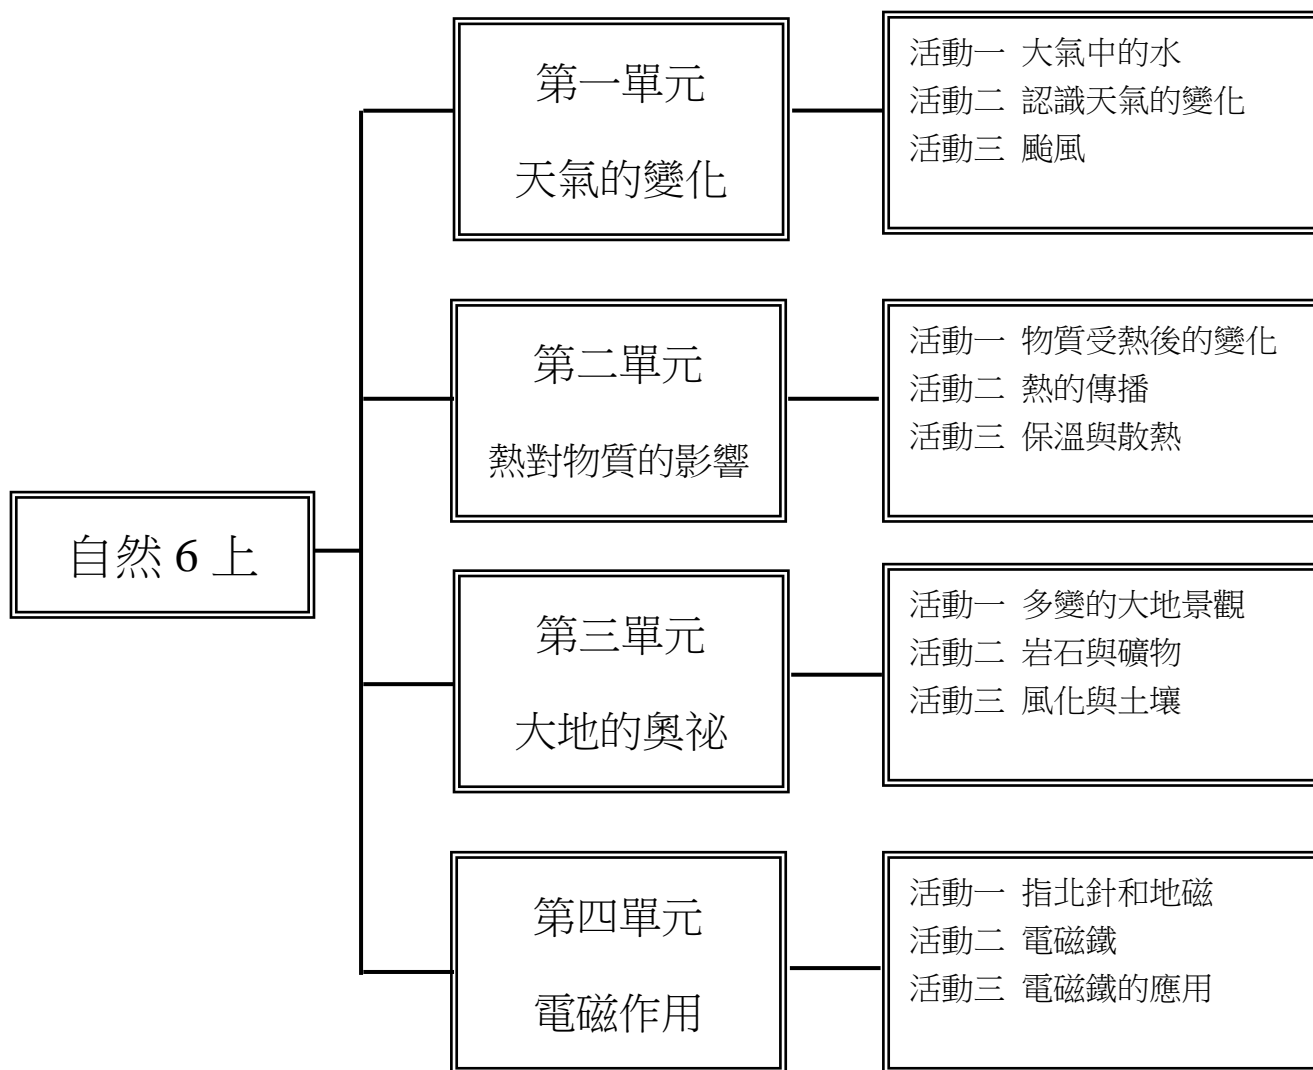 自然 6 上
第一單元
天氣的變化
活動一 大氣中的水
活動二 認識天氣的變化
活動三 颱風
第二單元
熱對物質的影響
活動一 物質受熱後的變化
活動二 熱的傳播
活動三 保溫與散熱
第三單元
大地的奧祕
活動一 多變的大地景觀
活動二 岩石與礦物
活動三 風化與土壤
第四單元
電磁作用
活動一 指北針和地磁
活動二 電磁鐵
活動三 電磁鐵的應用